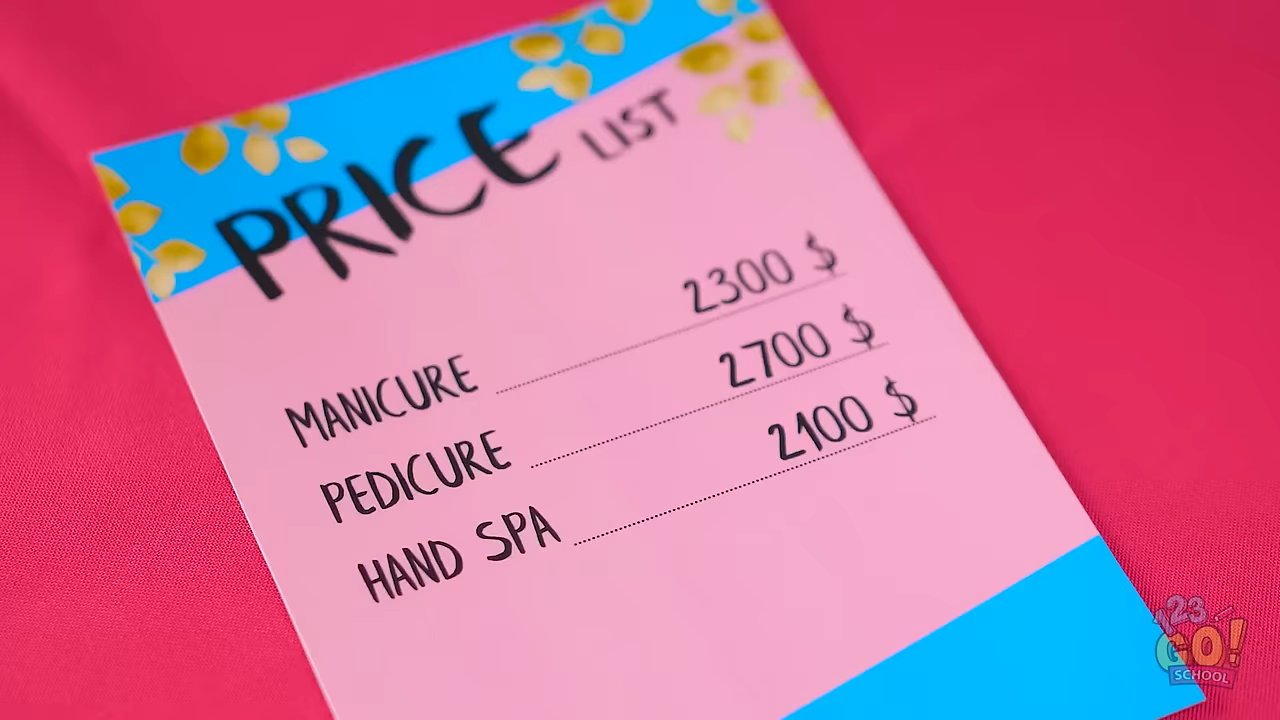 PRICE LIST
MANICURE 2300 $
PEDICURE 2700 $
HAND SPA 2100 $
123
GO!
SCHOOL